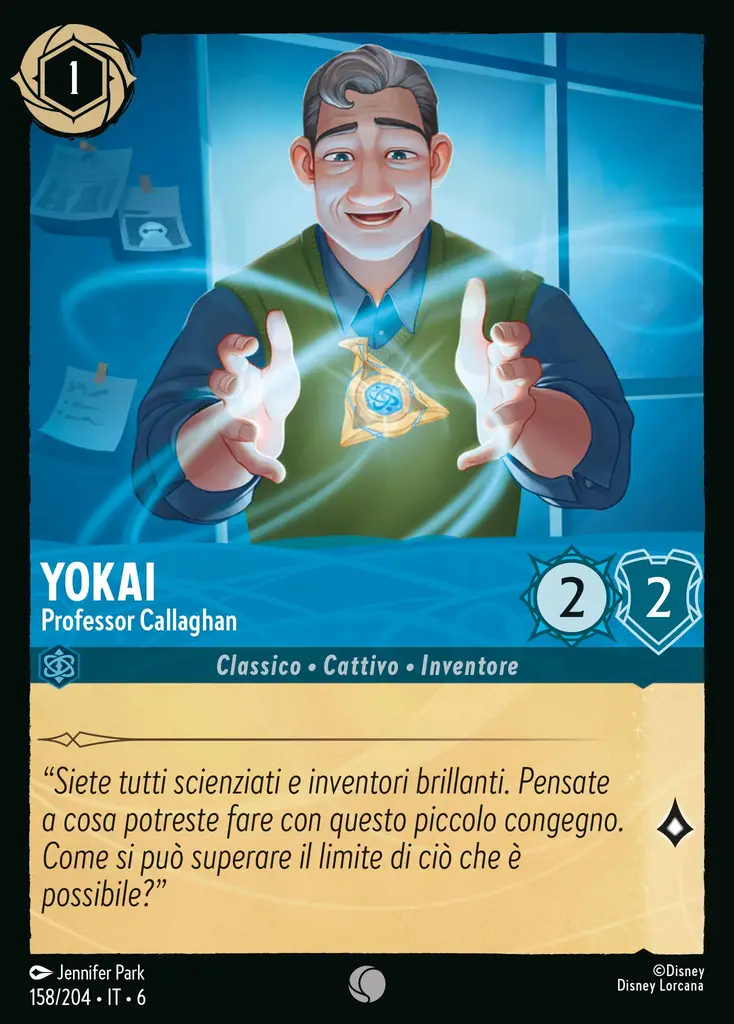 1
YOKAI
Professor Callaghan
2
2
Classico • Cattivo • Inventore
“Siete tutti scienziati e inventori brillanti. Pensate
a cosa potreste fare con questo piccolo congegno.
Come si può superare il limite di ciò che è
possibile?”
Jennifer Park
158/204 • IT • 6
©Disney
Disney Lorcana